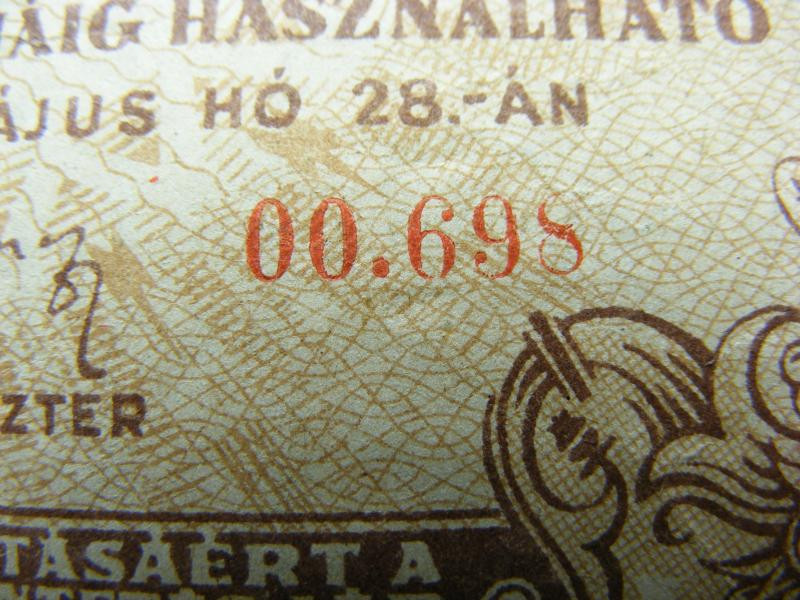 ÁIG HASZNÁLHATÓ
ÁJUS HÓ 28.-ÁN
00.698
ZTER
TÁSÁÉRT A